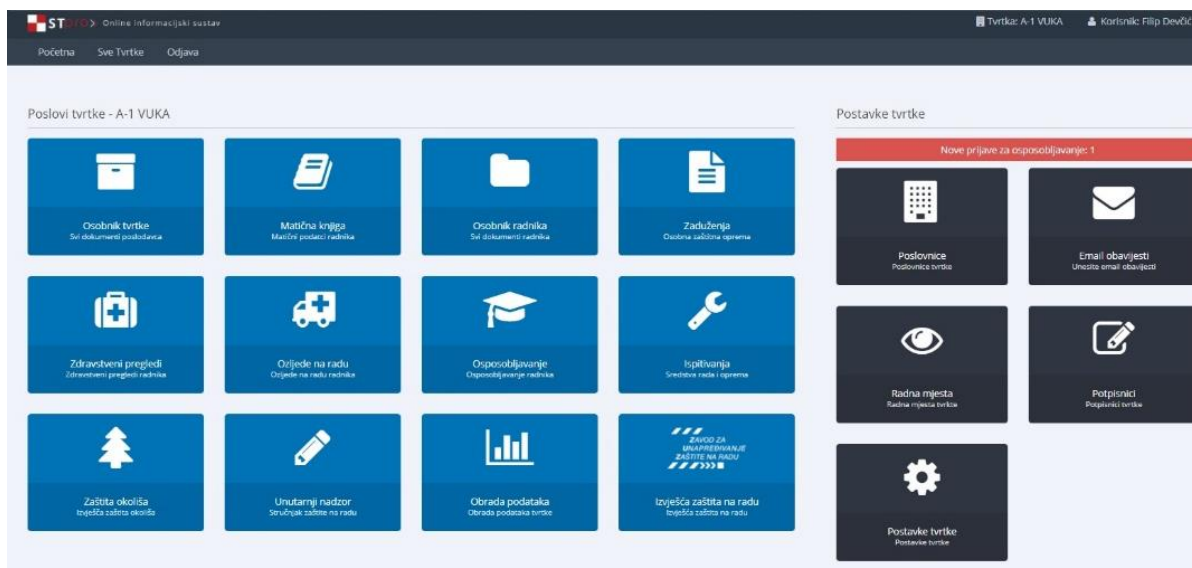 STpro> Online informacijski sustav
Tvrtka: A-1 VUKA
Korisnik: Filip Devčić
Početna Sve Tvrtke Odjava
Poslovi tvrtke - A-1 VUKA
Osobnik tvrtke
Svi dokumenti poslodavca
Matična knjiga
Matični podatci radnika
Osobnik radnika
Svi dokumenti radnika
Zaduženja
Osobna zaštitna oprema
Zdravstveni pregledi
Zdravstveni pregledi radnika
Ozljede na radu
Ozljede na radu radnika
Osposobljavanje
Osposobljavanje radnika
Ispitivanja
Sredstva rada i oprema
Zaštita okoliša
Izvješća zaštita okoliša
Unutarnji nadzor
Stručnjak zaštite na radu
Obrada podataka
Obrada podataka tvrtke
ZAVOD ZA
UNAPREĐIVANJE
ZAŠTITE NA RADU
Izvješća zaštita na radu
Izvješća zaštita na radu
Postavke tvrtke
Nove prijave za osposobljavanje: 1
Poslovnice
Poslovnice tvrtke
Email obavijesti
Unesite email obavijesti
Radna mjesta
Radna mjesta tvrtke
Potpisnici
Potpisnici tvrtke
Postavke tvrtke
Postavke tvrtke